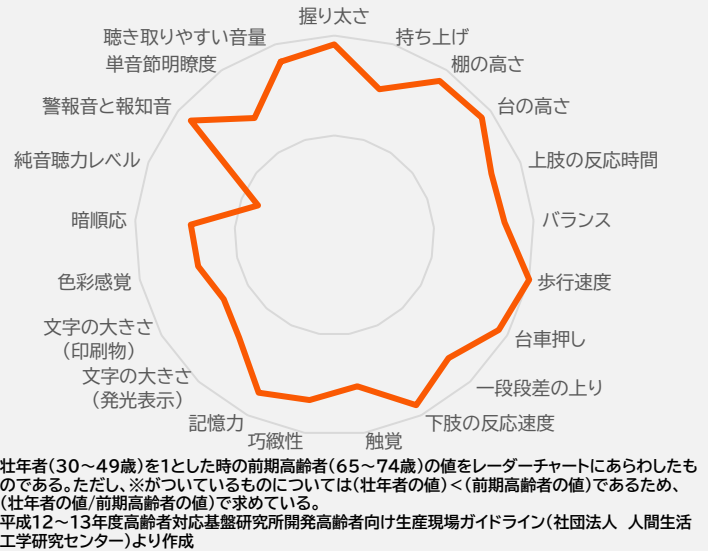 握り太さ
持ち上げ
棚の高さ
台の高さ
上肢の反応時間
バランス
歩行速度
台車押し
一段段差の上り
下肢の反応速度
触覚
巧緻性
記憶力
文字の大きさ
（発光表示）
文字の大きさ
（印刷物）
色彩感覚
暗順応
純音聴力レベル
警報音と報知音
単音節明瞭度
聴き取りやすい音量
壮年者（30～49歳）を1とした時の前期高齢者（65～74歳）の値をレーダーチャートにあらわしたも
のである。ただし、※がついているものについては（壮年者の値）＜（前期高齢者の値）であるため、
（壮年者の値/前期高齢者の値）で求めている。
平成12～13年度高齢者対応基盤研究所開発高齢者向け生産現場ガイドライン（社団法人　人間生活
工学研究センター）より作成